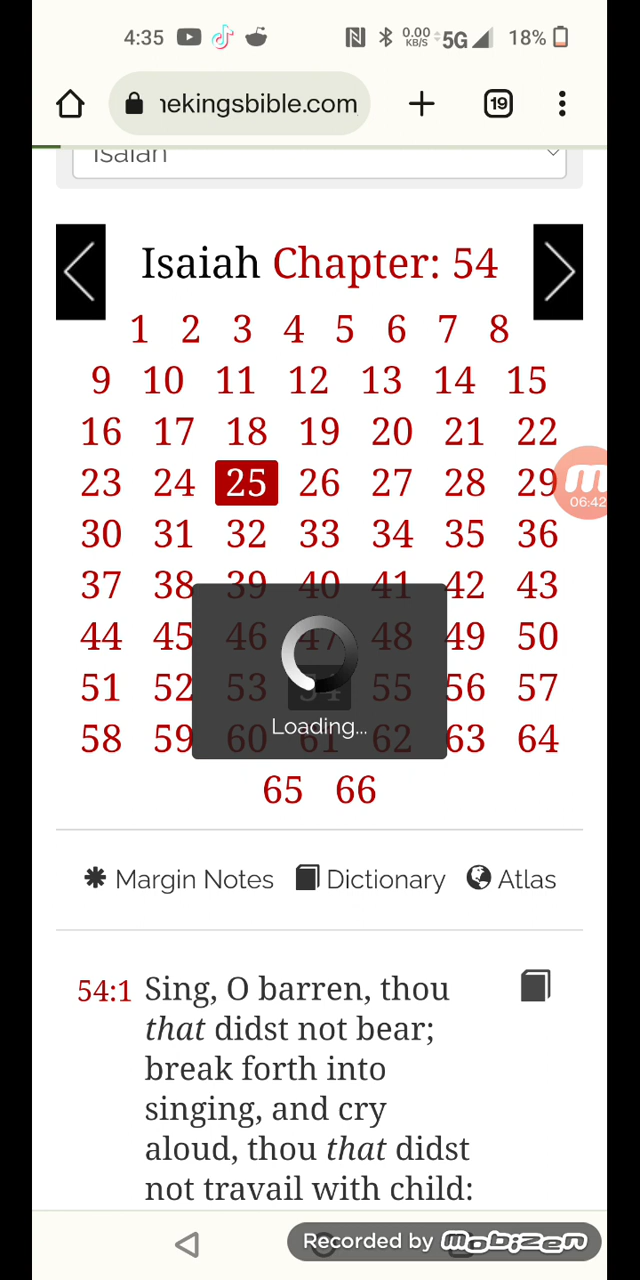 4:35 0.00 KB/S 5G 18%
hekingsbible.com 19
Isaiah
Isaiah Chapter: 54
1 2 3 4 5 6 7 8
9 10 11 12 13 14 15
16 17 18 19 20 21 22
23 24 25 26 27 28 29
06:42
30 31 32 33 34 35 36
37 38 39 40 41 42 43
44 45 46 47 48 49 50
51 52 53 54 55 56 57
Loading...
58 59 60 61 62 63 64
65 66
Margin Notes Dictionary Atlas
54:1 Sing, O barren, thou
that didst not bear;
break forth into
singing, and cry
aloud, thou that didst
not travail with child:
Recorded by mobizen